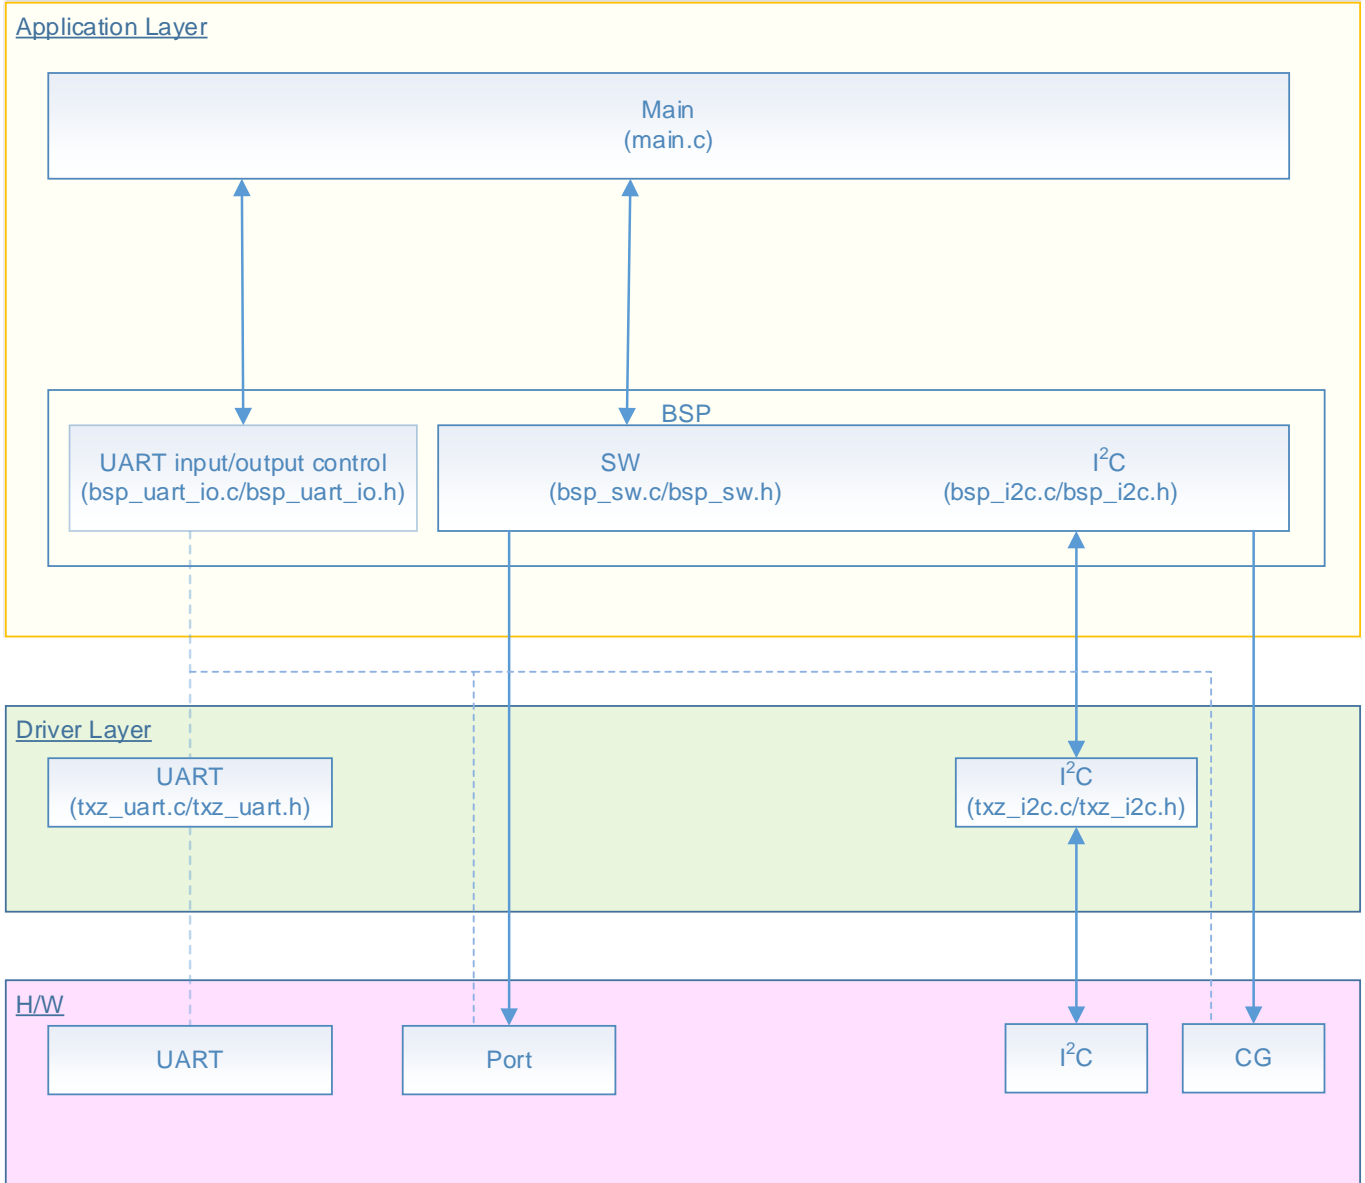 Application Layer
Main
(main.c)
BSP
UART input/output control
(bsp_uart_io.c/bsp_uart_io.h)
SW
(bsp_sw.c/bsp_sw.h)
I²C
(bsp_i2c.c/bsp_i2c.h)
Driver Layer
UART
(txz_uart.c/txz_uart.h)
I²C
(txz_i2c.c/txz_i2c.h)
H/W
UART
Port
I²C
CG